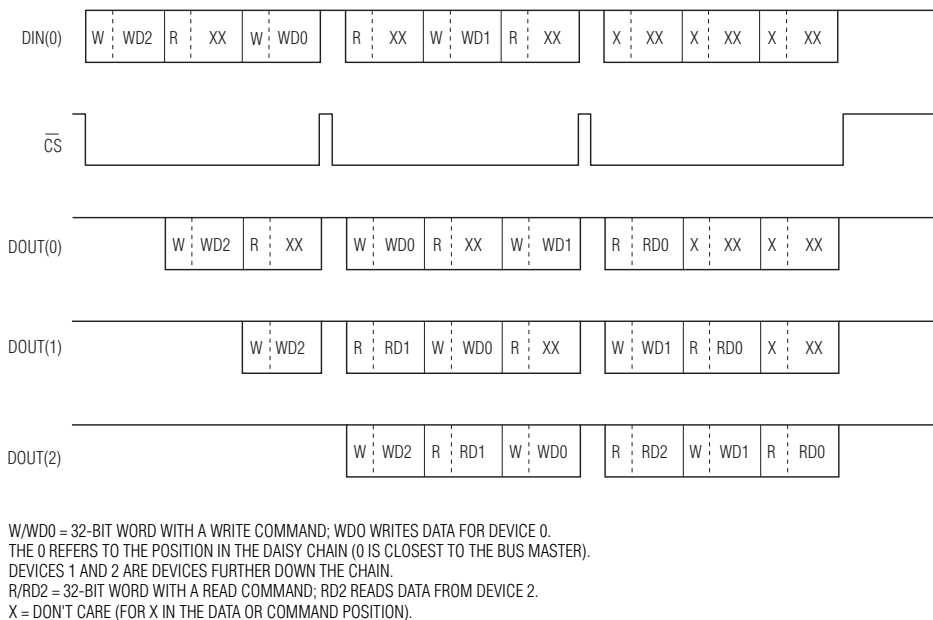 DIN(0) W WD2 R XX W WD0 R XX W WD1 R XX X XX X XX X XX
CS
DOUT(0) W WD2 R XX W WD0 R XX W WD1 R RD0 X XX X XX
DOUT(1) W WD2 R RD1 W WD0 R XX W WD1 R RD0 X XX
DOUT(2) W WD2 R RD1 W WD0 R RD2 W WD1 R RD0
W/WD0 = 32-BIT WORD WITH A WRITE COMMAND; WDO WRITES DATA FOR DEVICE 0.
THE 0 REFERS TO THE POSITION IN THE DAISY CHAIN (0 IS CLOSEST TO THE BUS MASTER).
DEVICES 1 AND 2 ARE DEVICES FURTHER DOWN THE CHAIN.
R/RD2 = 32-BIT WORD WITH A READ COMMAND; RD2 READS DATA FROM DEVICE 2.
X = DON'T CARE (FOR X IN THE DATA OR COMMAND POSITION).